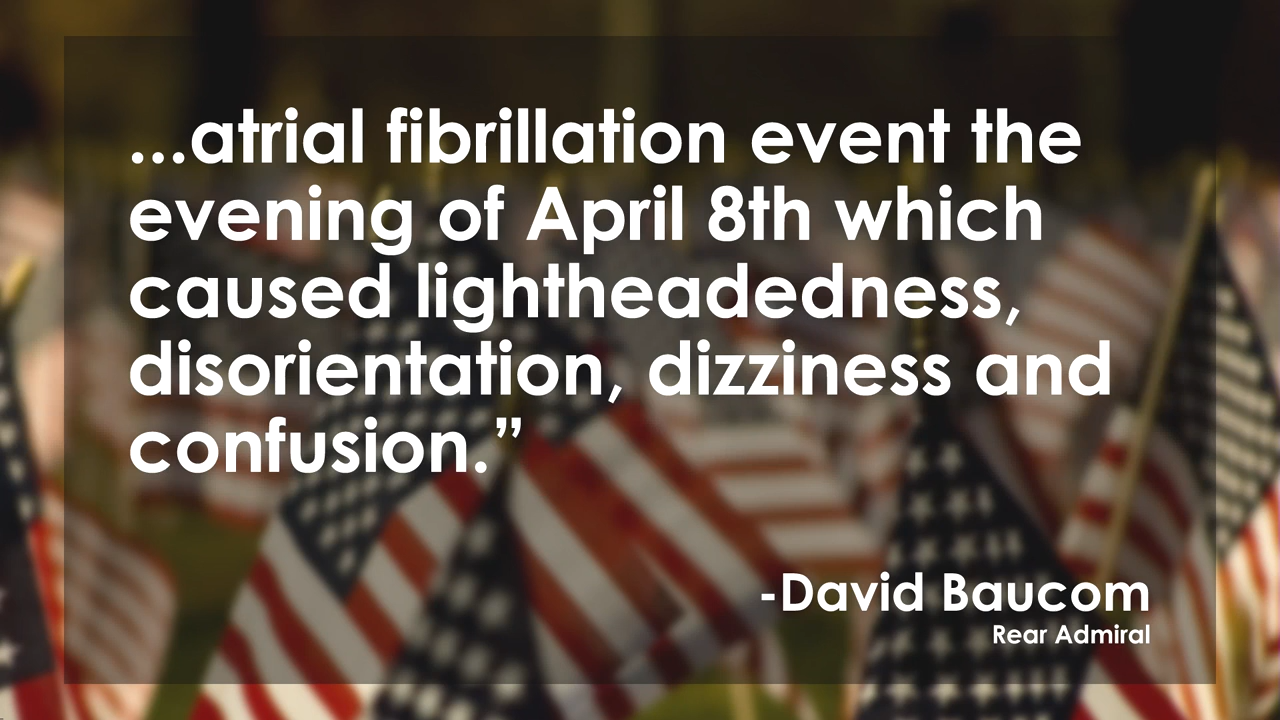 ...atrial fibrillation event the
evening of April 8th which
caused lightheadedness,
disorientation, dizziness and
confusion.”
-David Baucom
Rear Admiral